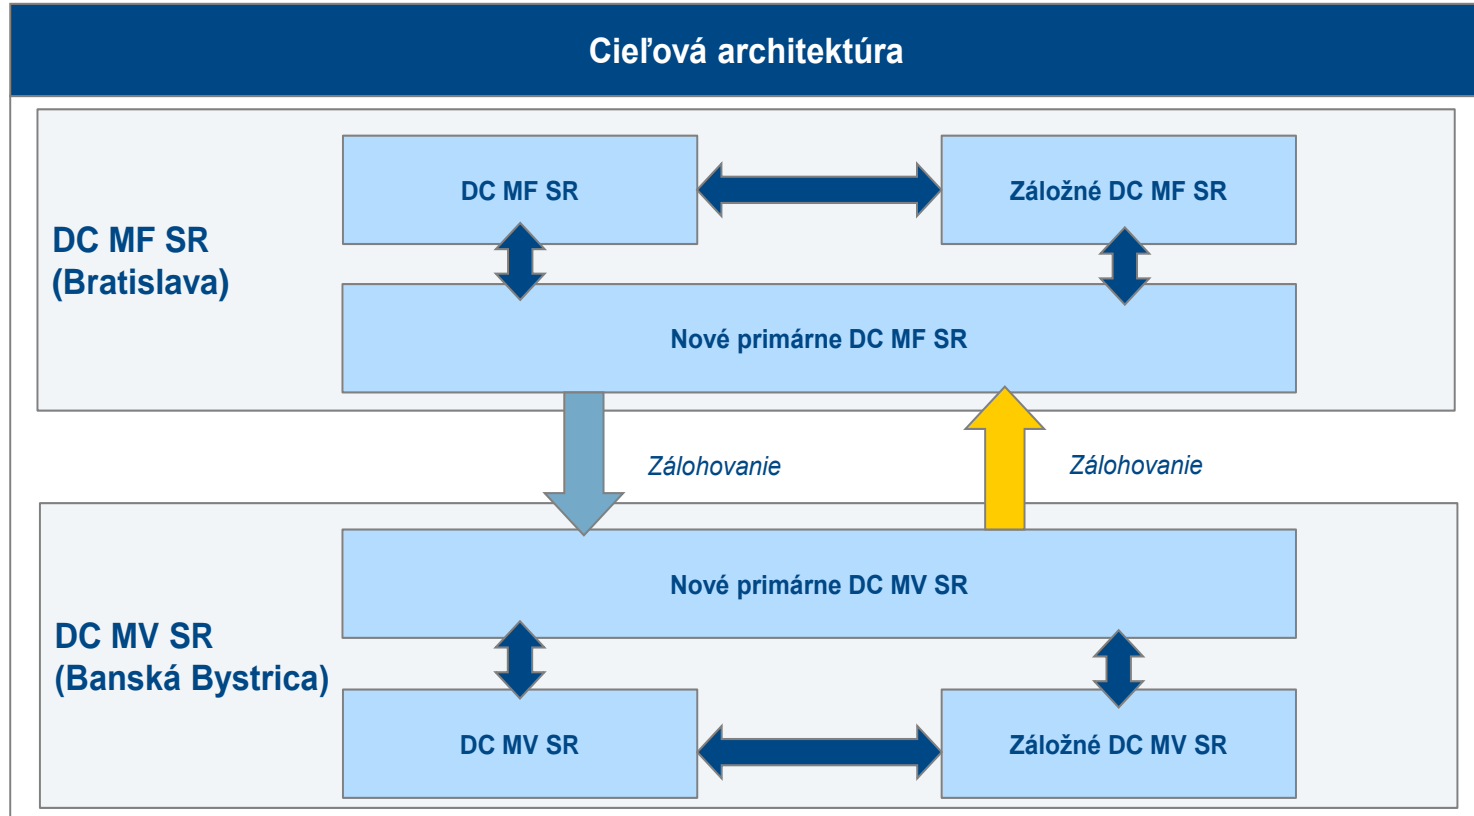 Cieľová architektúra
DC MF SR
Záložné DC MF SR
DC MF SR
(Bratislava)
Nové primárne DC MF SR
Zálohovanie
Zálohovanie
Nové primárne DC MV SR
DC MV SR
(Banská Bystrica)
DC MV SR
Záložné DC MV SR